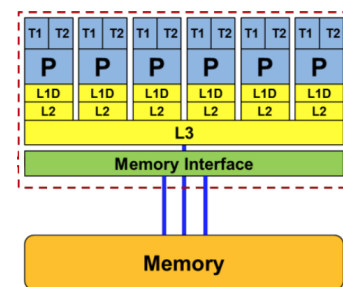 T1 T2 T1 T2 T1 T2 T1 T2 T1 T2 T1 T2
P P P P P P
L1D L1D L1D L1D L1D L1D
L2 L2 L2 L2 L2 L2
L3
Memory Interface
Memory